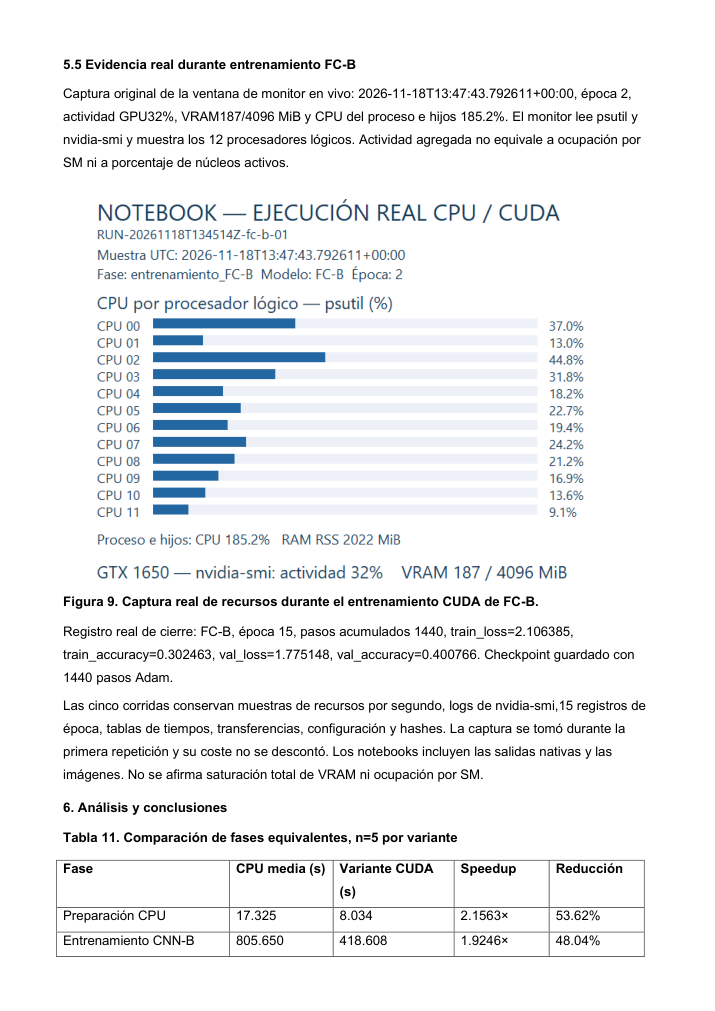 5.5 Evidencia real durante entrenamiento FC-B
Captura original de la ventana de monitor en vivo: 2026-11-18T13:47:43.792611+00:00, época 2,
actividad GPU32%, VRAM187/4096 MiB y CPU del proceso e hijos 185.2%. El monitor lee psutil y
nvidia-smi y muestra los 12 procesadores lógicos. Actividad agregada no equivale a ocupación por
SM ni a porcentaje de núcleos activos.
NOTEBOOK — EJECUCIÓN REAL CPU / CUDA
RUN-20261118T134514Z-fc-b-01
Muestra UTC: 2026-11-18T13:47:43.792611+00:00
Fase: entrenamiento_FC-B Modelo: FC-B Época: 2
CPU por procesador lógico — psutil (%)
CPU 00 37.0%
CPU 01 13.0%
CPU 02 44.8%
CPU 03 31.8%
CPU 04 18.2%
CPU 05 22.7%
CPU 06 19.4%
CPU 07 24.2%
CPU 08 21.2%
CPU 09 16.9%
CPU 10 13.6%
CPU 11 9.1%
Proceso e hijos: CPU 185.2% RAM RSS 2022 MiB
GTX 1650 — nvidia-smi: actividad 32% VRAM 187 / 4096 MiB
Figura 9. Captura real de recursos durante el entrenamiento CUDA de FC-B.
Registro real de cierre: FC-B, época 15, pasos acumulados 1440, train_loss=2.106385,
train_accuracy=0.302463, val_loss=1.775148, val_accuracy=0.400766. Checkpoint guardado con
1440 pasos Adam.
Las cinco corridas conservan muestras de recursos por segundo, logs de nvidia-smi,15 registros de
época, tablas de tiempos, transferencias, configuración y hashes. La captura se tomó durante la
primera repetición y su coste no se descontó. Los notebooks incluyen las salidas nativas y las
imágenes. No se afirma saturación total de VRAM ni ocupación por SM.
6. Análisis y conclusiones
Tabla 11. Comparación de fases equivalentes, n=5 por variante
Fase CPU media (s) Variante CUDA (s) Speedup Reducción
Preparación CPU 17.325 8.034 2.1563× 53.62%
Entrenamiento CNN-B 805.650 418.608 1.9246× 48.04%